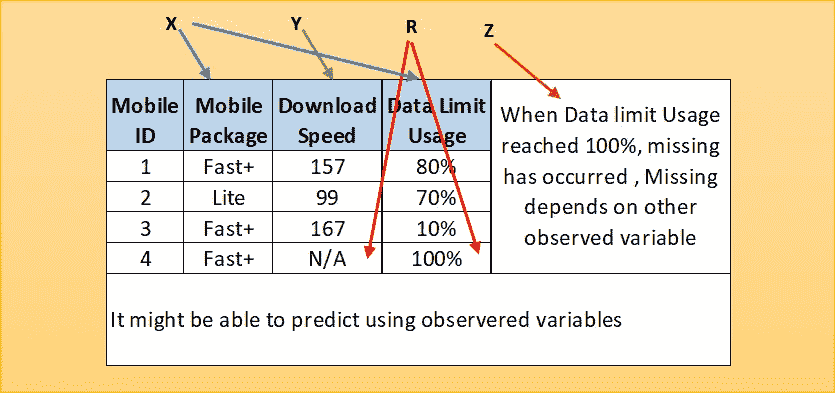 X Y R Z
Mobile ID Mobile Package Download Speed Data Limit Usage
1 Fast+ 157 80%
2 Lite 99 70%
3 Fast+ 167 10%
4 Fast+ N/A 100%
When Data limit Usage
reached 100%, missing
has occurred , Missing
depends on other
observed variable
It might be able to predict using observered variables